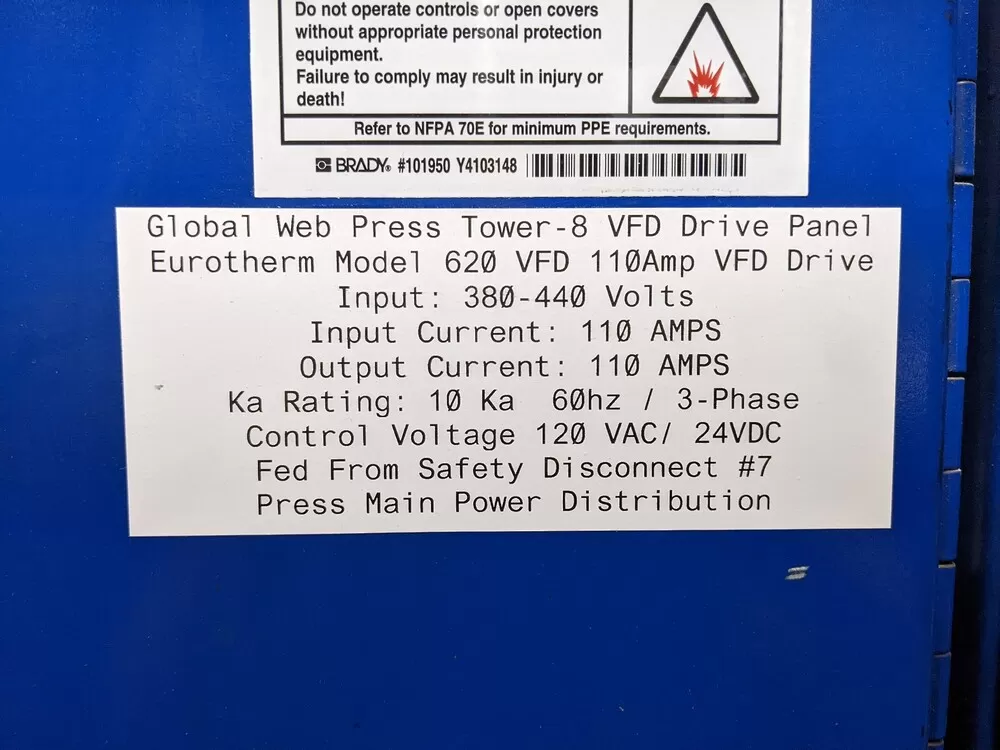 Do not operate controls or open covers
without appropriate personal protection
equipment.
Failure to comply may result in injury or
death!
Refer to NFPA 70E for minimum PPE requirements.
BRADY® #101950 Y4103148
Global Web Press Tower-8 VFD Drive Panel
Eurotherm Model 620 VFD 110Amp VFD Drive
Input: 380-440 Volts
Input Current: 110 AMPS
Output Current: 110 AMPS
Ka Rating: 10 Ka  60hz / 3-Phase
Control Voltage 120 VAC/ 24VDC
Fed From Safety Disconnect #7
Press Main Power Distribution